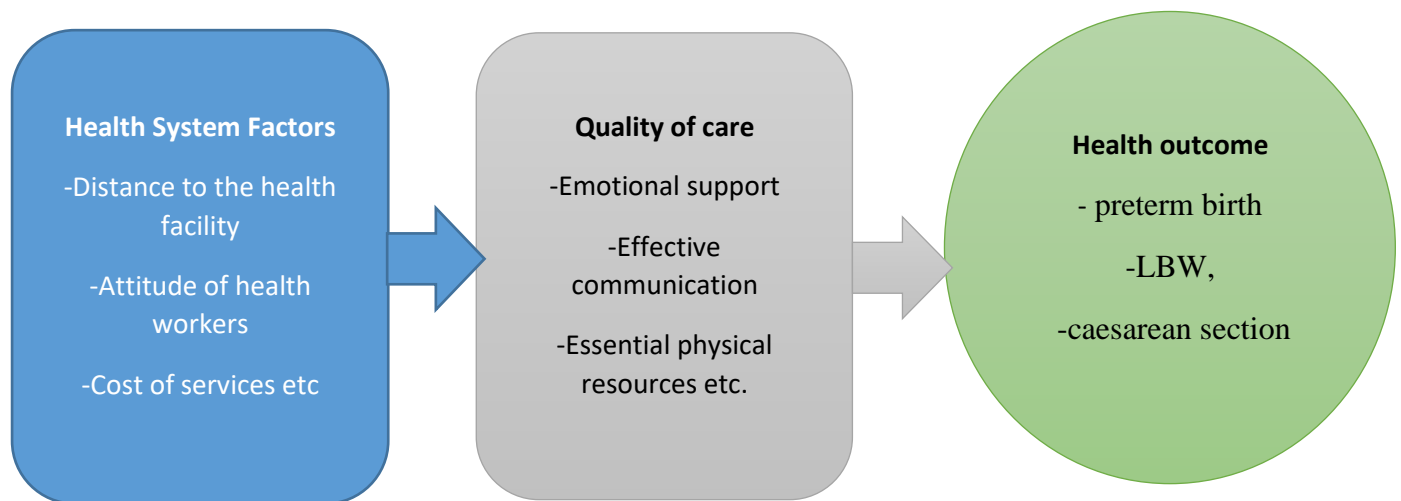 Health System Factors
-Distance to the health
facility
-Attitude of health
workers
-Cost of services etc
Quality of care
-Emotional support
-Effective
communication
-Essential physical
resources etc.
Health outcome
- preterm birth
-LBW,
-caesarean section